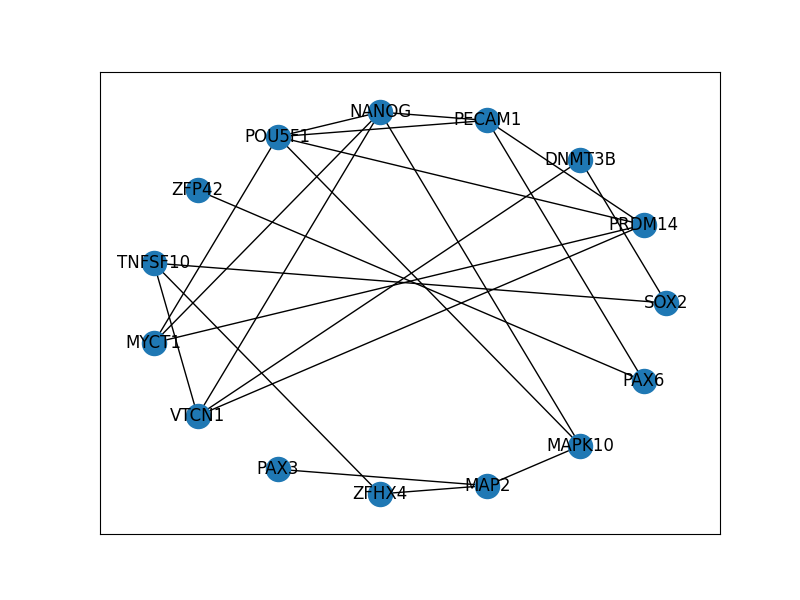 NANOG
PECAM1
POU5F1
DNMT3B
ZFP42
PRDM14
TNFSF10
SOX2
MYCT1
PAX6
VTCN1
MAPK10
PAX3
MAP2
ZFHX4